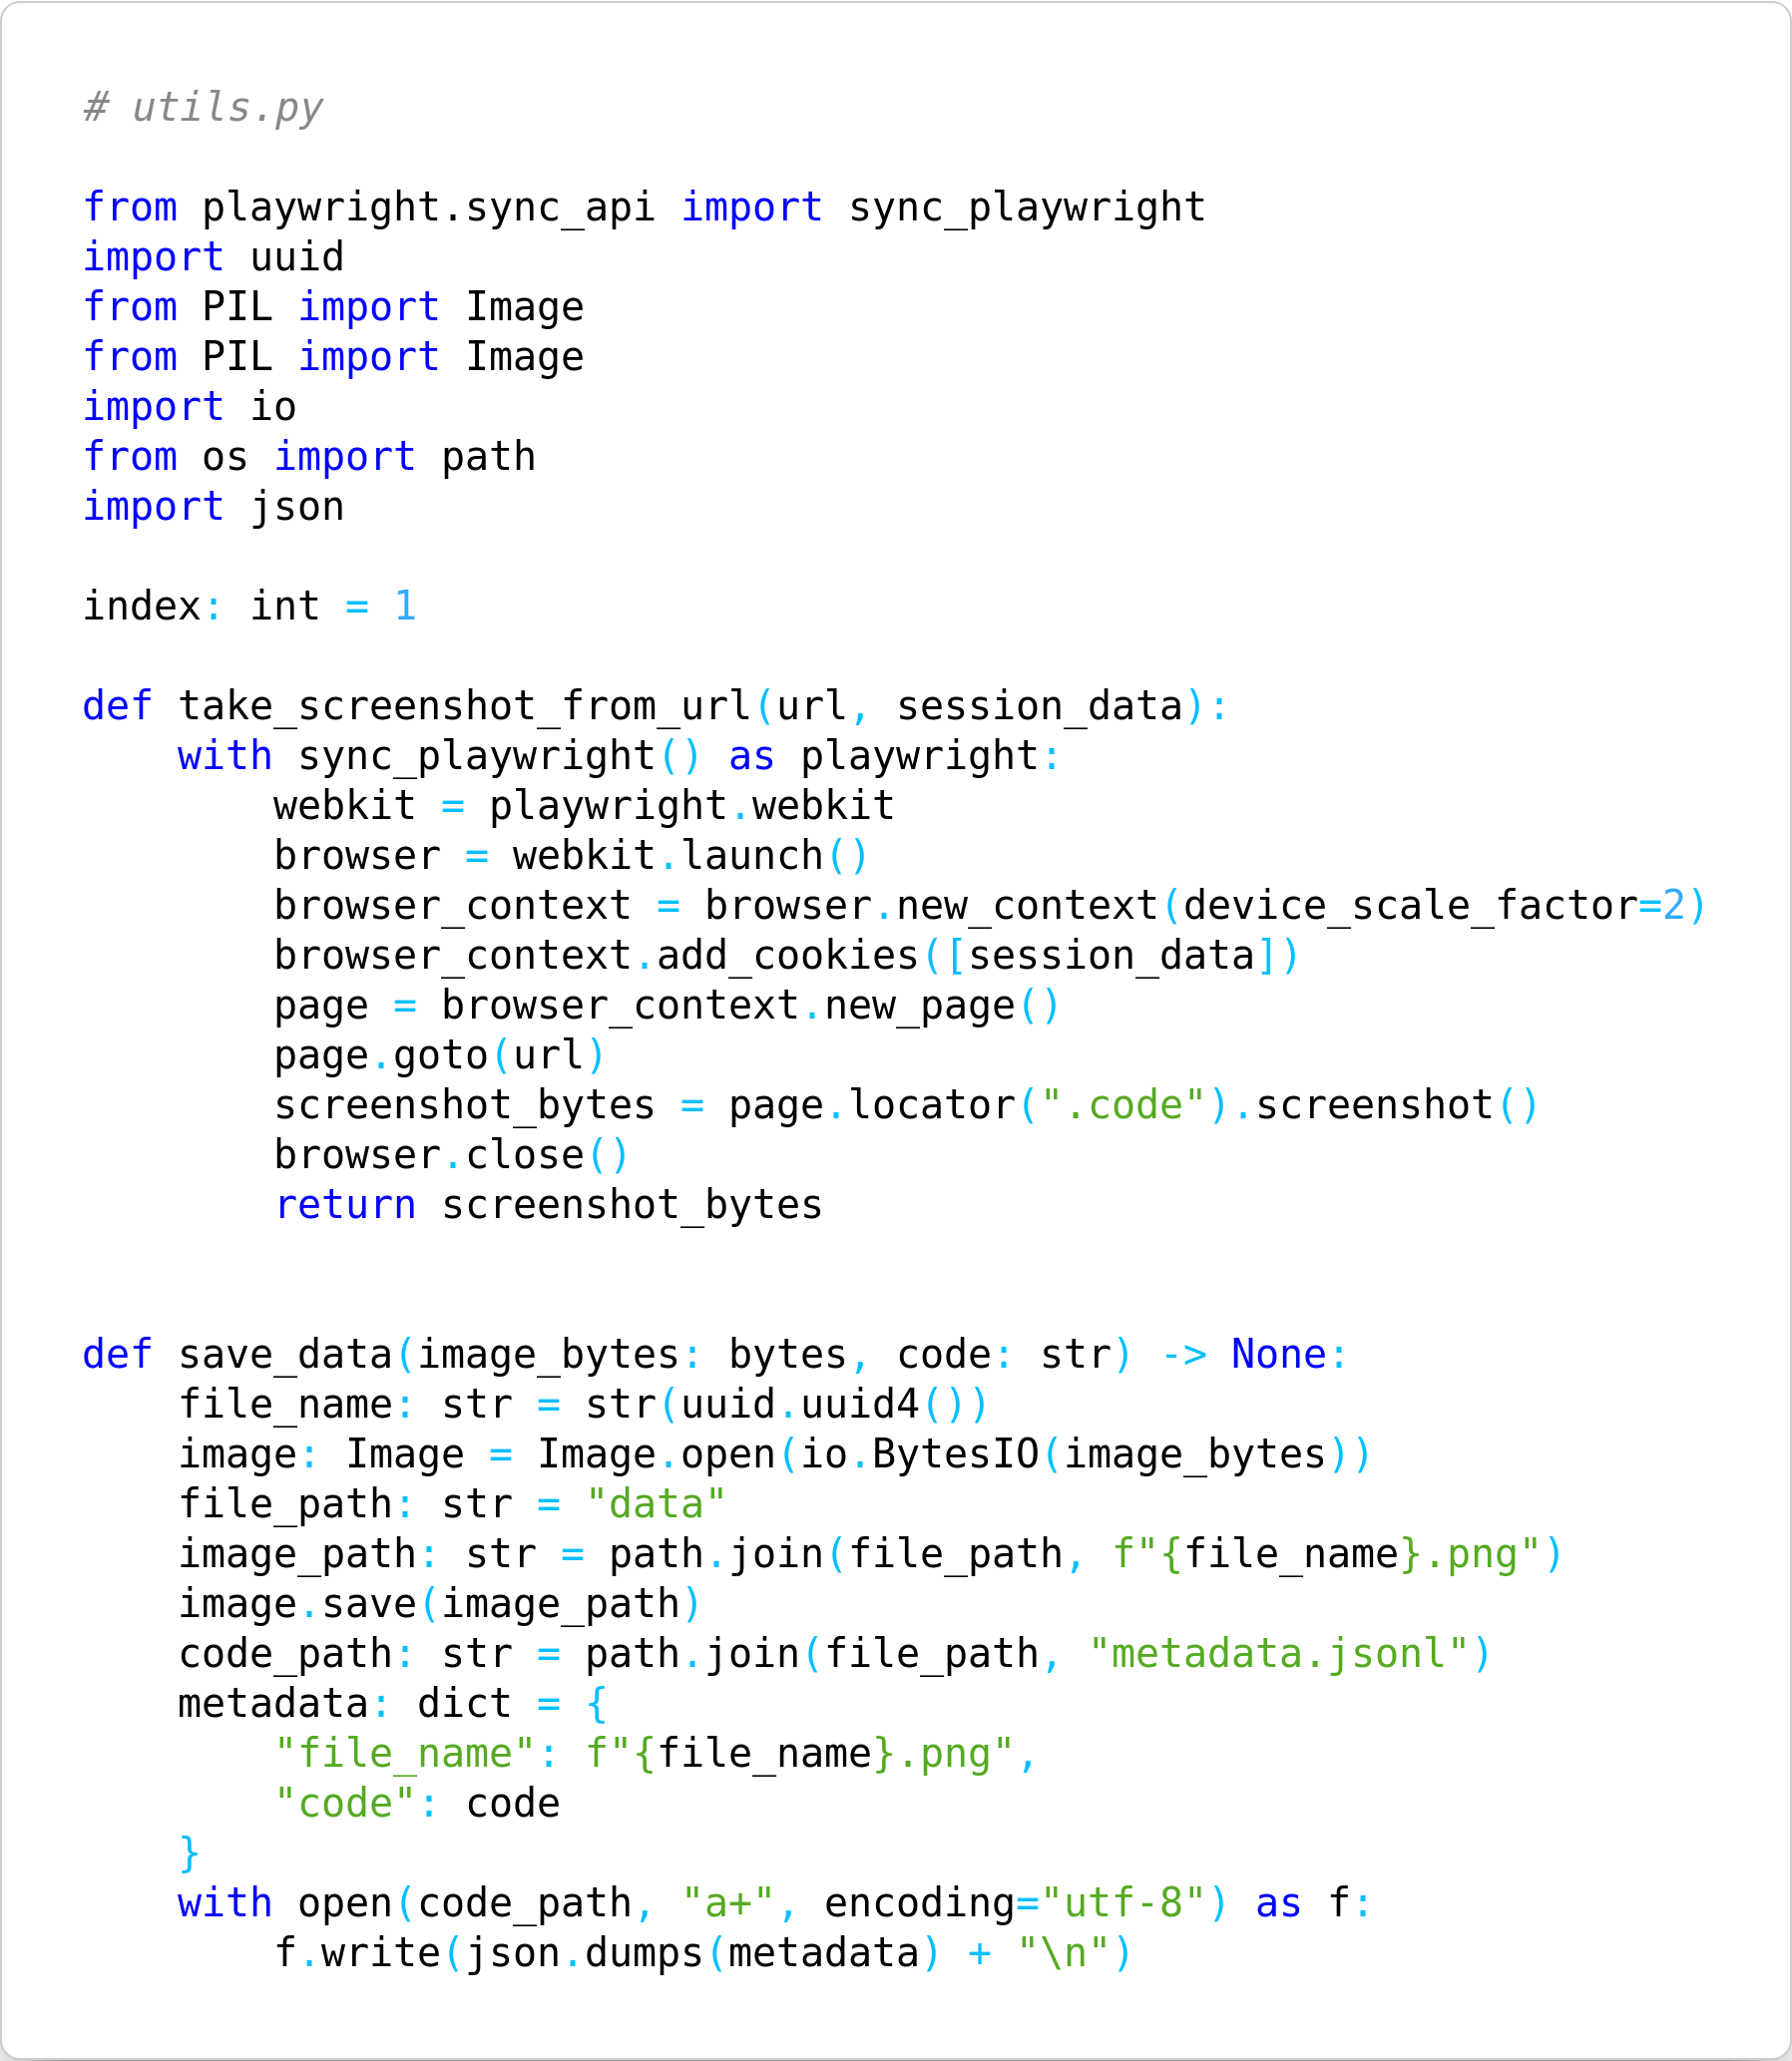 # utils.py

from playwright.sync_api import sync_playwright
import uuid
from PIL import Image
from PIL import Image
import io
from os import path
import json

index: int = 1

def take_screenshot_from_url(url, session_data):
    with sync_playwright() as playwright:
        webkit = playwright.webkit
        browser = webkit.launch()
        browser_context = browser.new_context(device_scale_factor=2)
        browser_context.add_cookies([session_data])
        page = browser_context.new_page()
        page.goto(url)
        screenshot_bytes = page.locator(".code").screenshot()
        browser.close()
        return screenshot_bytes


def save_data(image_bytes: bytes, code: str) -> None:
    file_name: str = str(uuid.uuid4())
    image: Image = Image.open(io.BytesIO(image_bytes))
    file_path: str = "data"
    image_path: str = path.join(file_path, f"{file_name}.png")
    image.save(image_path)
    code_path: str = path.join(file_path, "metadata.jsonl")
    metadata: dict = {
        "file_name": f"{file_name}.png",
        "code": code
    }
    with open(code_path, "a+", encoding="utf-8") as f:
        f.write(json.dumps(metadata) + "\n")